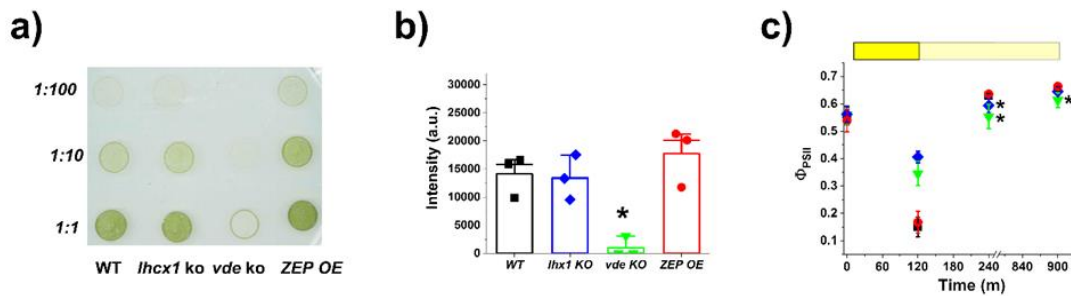 a)
1:100
1:10
1:1
WT lhcx1 ko vde ko ZEP OE
b)
Intensity (a.u.)
30000
25000
20000
15000
10000
5000
0
*
WT lhx1 KO vde KO ZEP OE
c)
ΦPSII
0.7
0.6
0.5
0.4
0.3
0.2
0.1
*
*
*
0 60 120 180 240 840 900
Time (m)